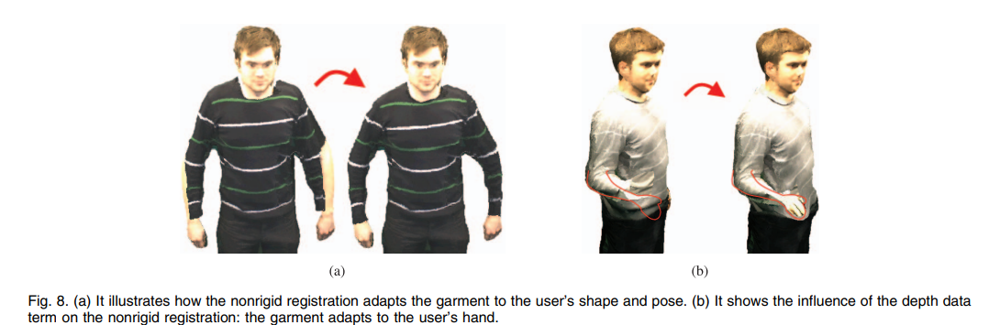 (a)
(b)
Fig. 8. (a) It illustrates how the nonrigid registration adapts the garment to the user's shape and pose. (b) It shows the influence of the depth data
term on the nonrigid registration: the garment adapts to the user's hand.